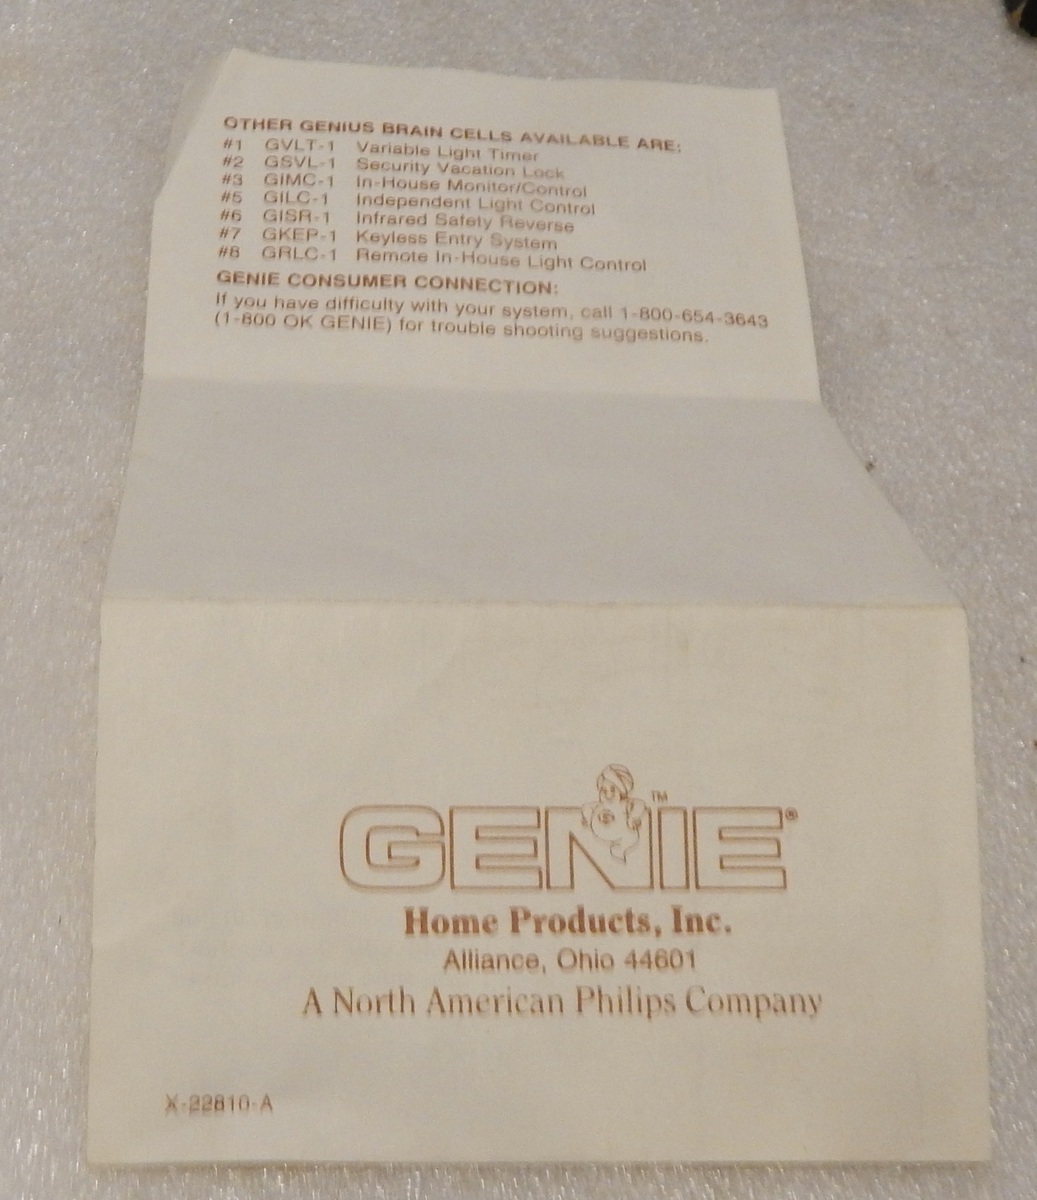 OTHER GENIUS BRAIN CELLS AVAILABLE ARE:
#1 GVLT-1 Variable Light Timer
#2 GSVL-1 Security Vacation Lock
#3 GIMC-1 In-House Monitor/Control
#5 GILC-1 Independent Light Control
#6 GISR-1 Infrared Safety Reverse
#7 GKEP-1 Keyless Entry System
#8 GRLC-1 Remote In-House Light Control
GENIE CONSUMER CONNECTION:
If you have difficulty with your system, call 1-800-654-3643
(1-800 OK GENIE) for trouble shooting suggestions.
GENIE®
™
Home Products, Inc.
Alliance, Ohio 44601
A North American Philips Company
X-22810-A